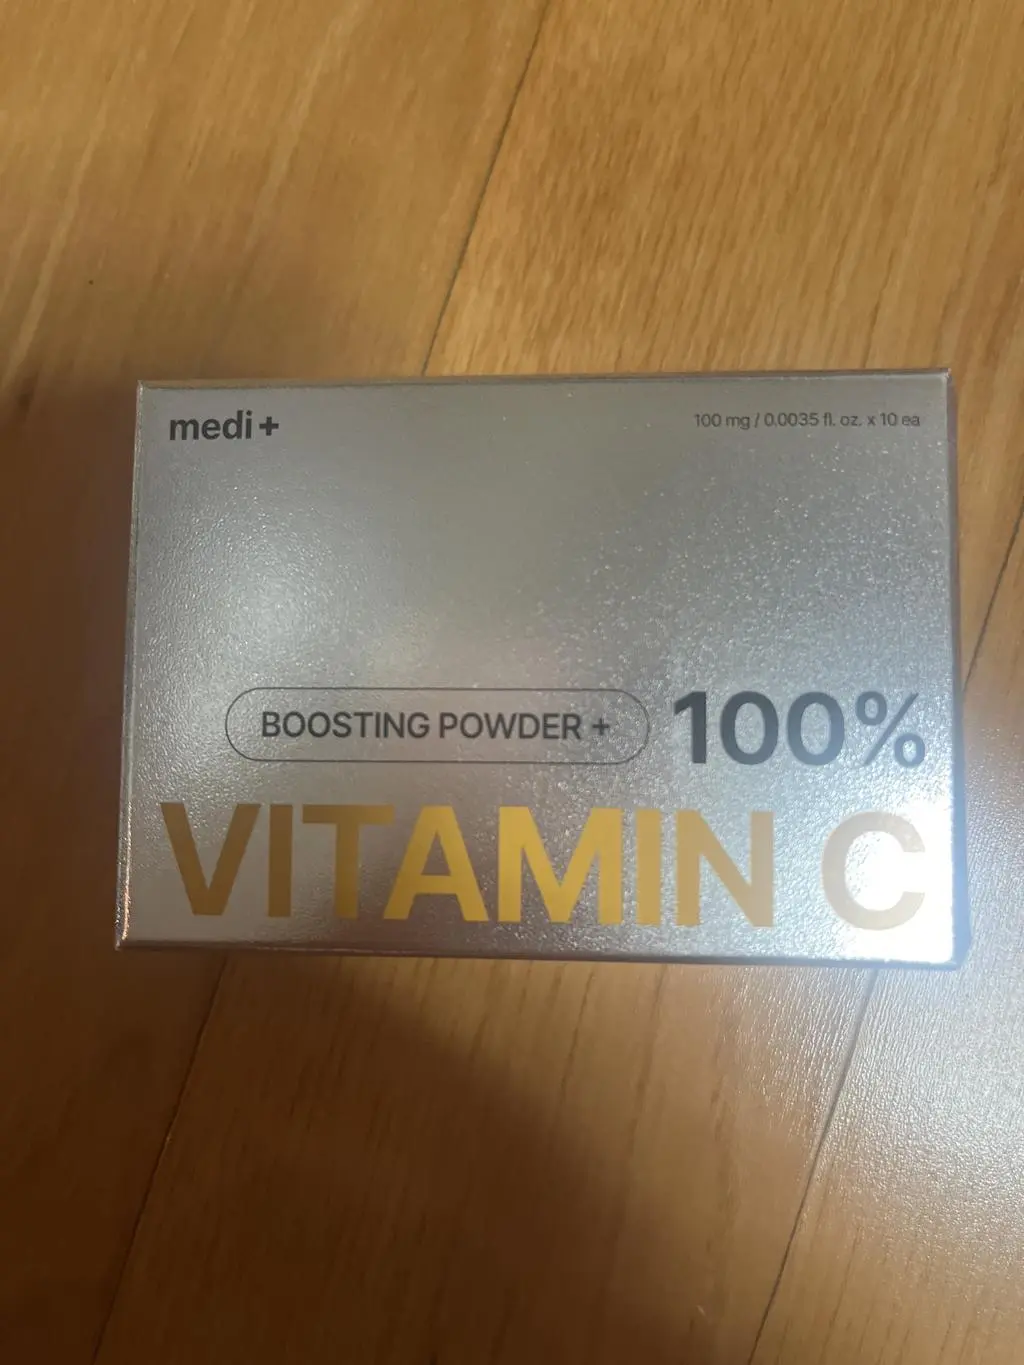 medi+
100 mg / 0.0035 fl. oz. x 10 ea
BOOSTING POWDER + 100%
VITAMIN C